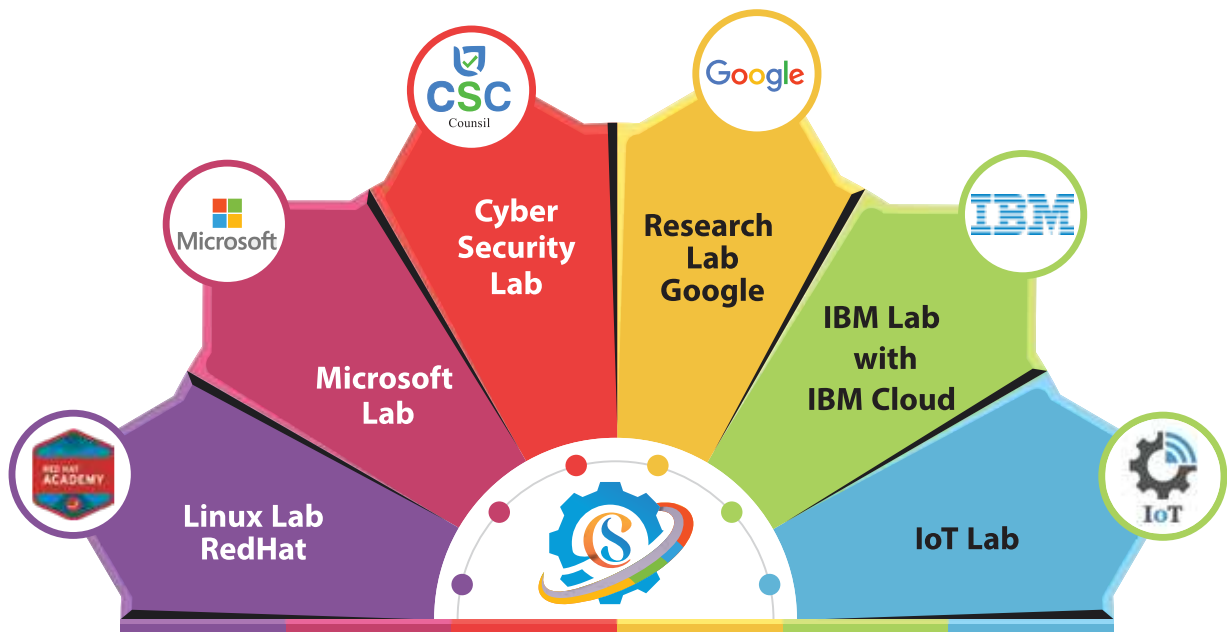 RED HAT
ACADEMY
Linux Lab
RedHat
Microsoft
Microsoft
Lab
CSC
Counsil
Cyber
Security
Lab
Google
Research
Lab
Google
IBM
IBM Lab
with
IBM Cloud
IoT
IoT Lab
CS